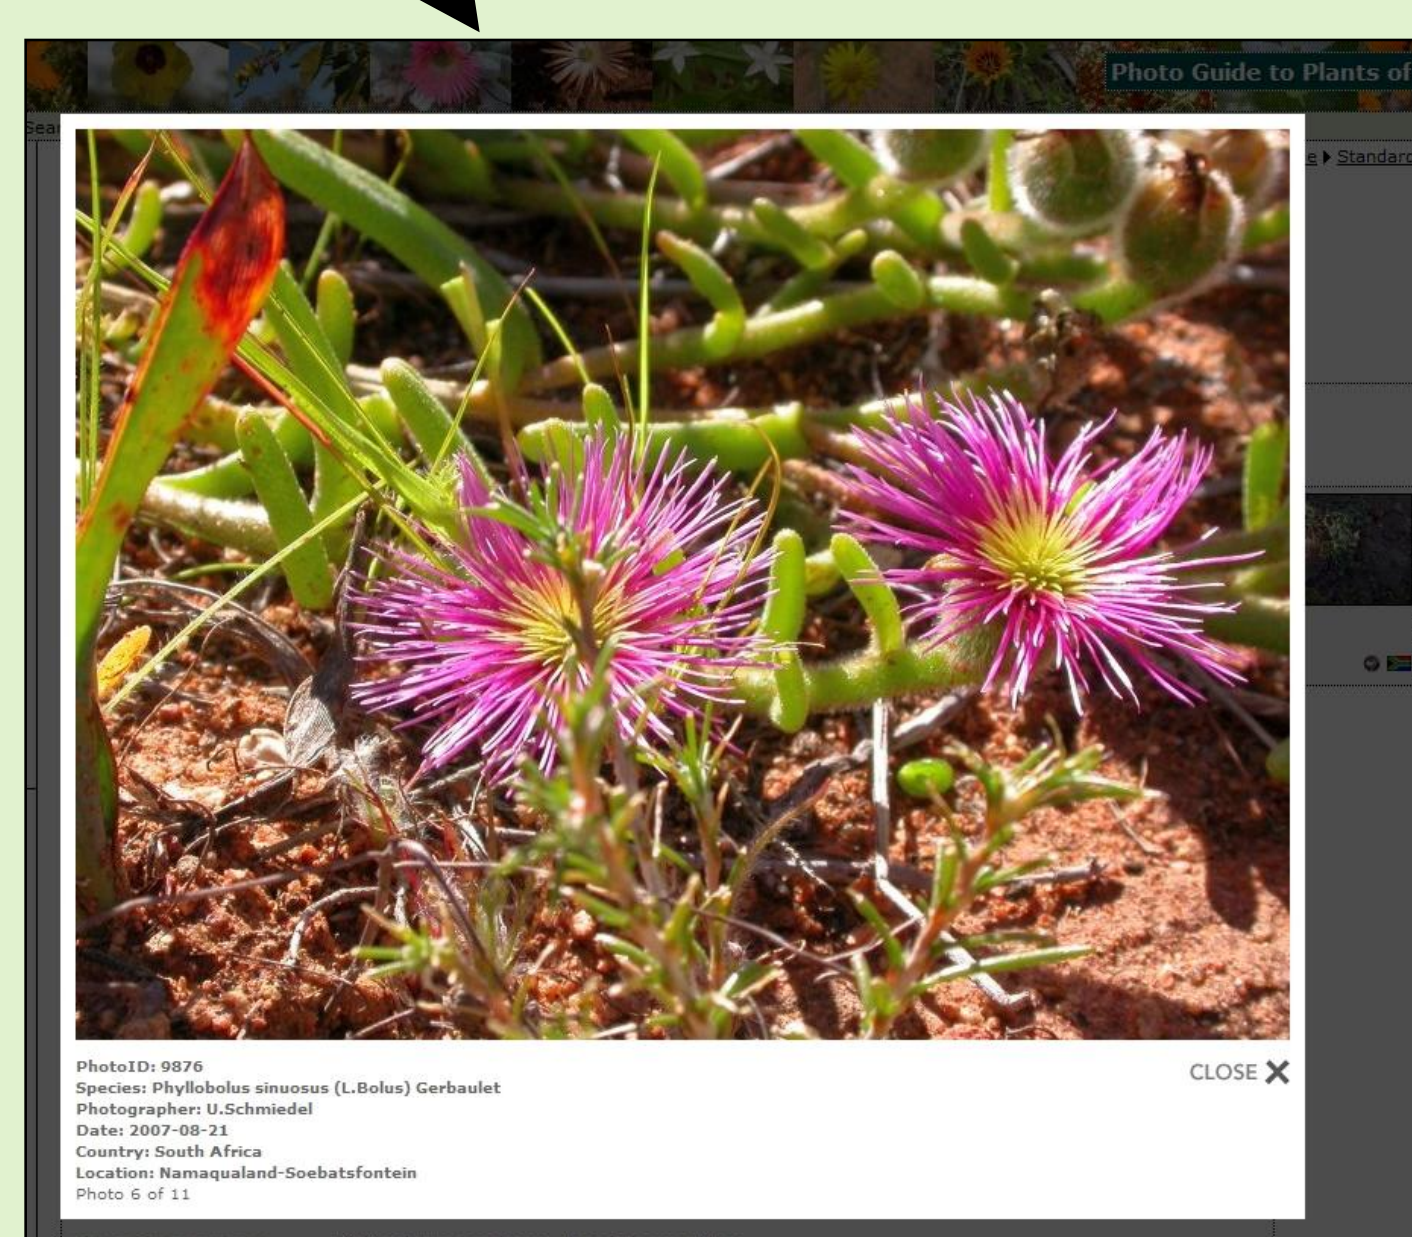 Photo Guide to Plants of
Sea
e ▶ Standard
PhotoID: 9876
CLOSE ✕
Species: Phyllobolus sinuosus (L.Bolus) Gerbaulet
Photographer: U.Schmiedel
Date: 2007-08-21
Country: South Africa
Location: Namaqualand-Soebatsfontein
Photo 6 of 11